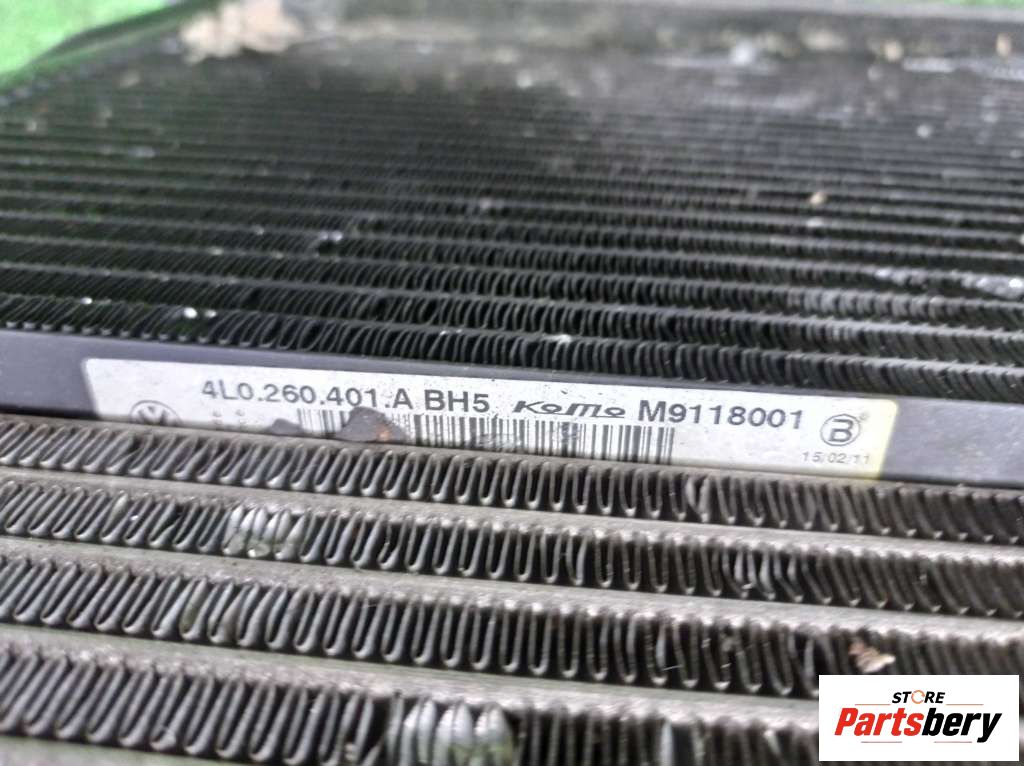 4L0.260.401.A BH5 KoMo M9118001 B
15/02/11
STORE
Partsbery